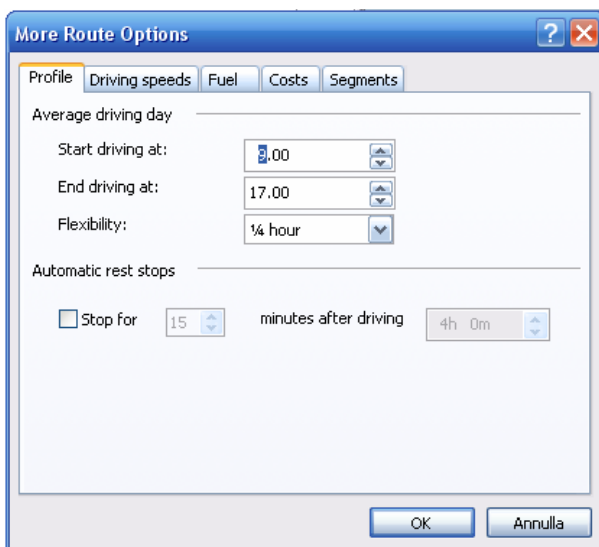 More Route Options
Profile Driving speeds Fuel Costs Segments
Average driving day
Start driving at: 9.00
End driving at: 17.00
Flexibility: ¼ hour
Automatic rest stops
Stop for 15 minutes after driving 4h 0m
OK Annulla